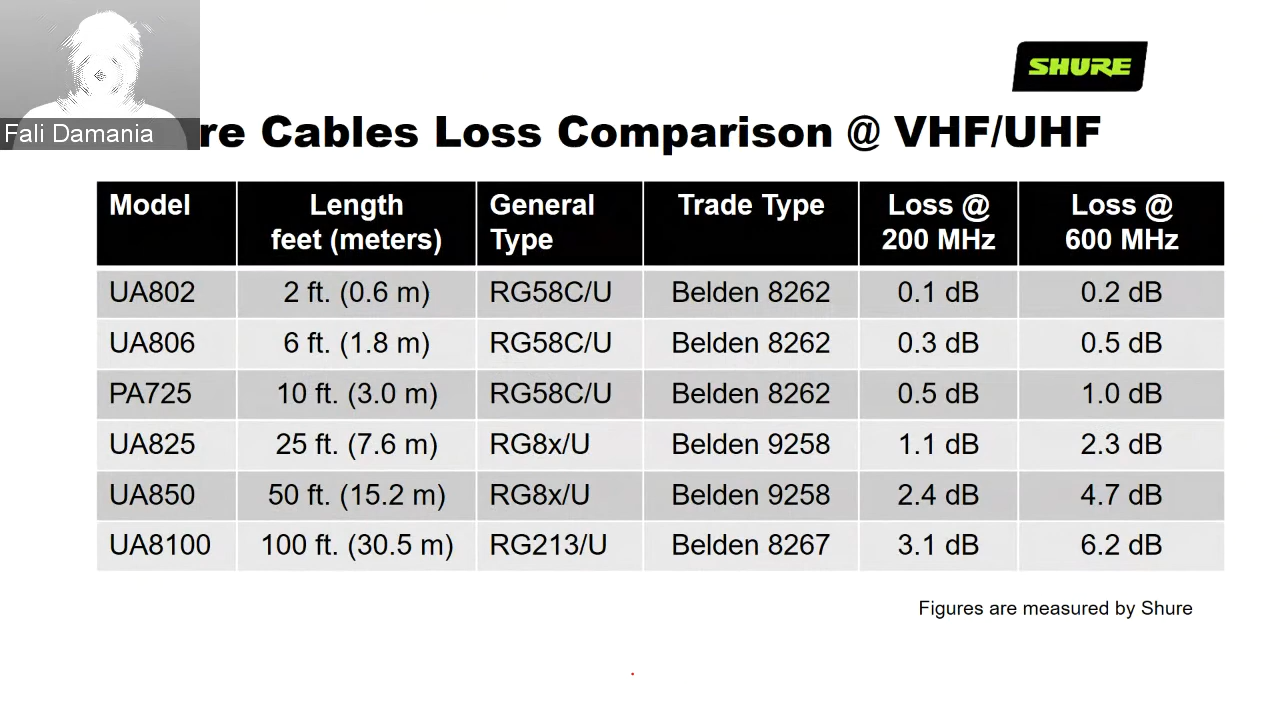 SHURE
Fali Damania
re Cables Loss Comparison @ VHF/UHF
Model Length feet (meters) General Type Trade Type Loss @ 200 MHz Loss @ 600 MHz
UA802 2 ft. (0.6 m) RG58C/U Belden 8262 0.1 dB 0.2 dB
UA806 6 ft. (1.8 m) RG58C/U Belden 8262 0.3 dB 0.5 dB
PA725 10 ft. (3.0 m) RG58C/U Belden 8262 0.5 dB 1.0 dB
UA825 25 ft. (7.6 m) RG8x/U Belden 9258 1.1 dB 2.3 dB
UA850 50 ft. (15.2 m) RG8x/U Belden 9258 2.4 dB 4.7 dB
UA8100 100 ft. (30.5 m) RG213/U Belden 8267 3.1 dB 6.2 dB
Figures are measured by Shure